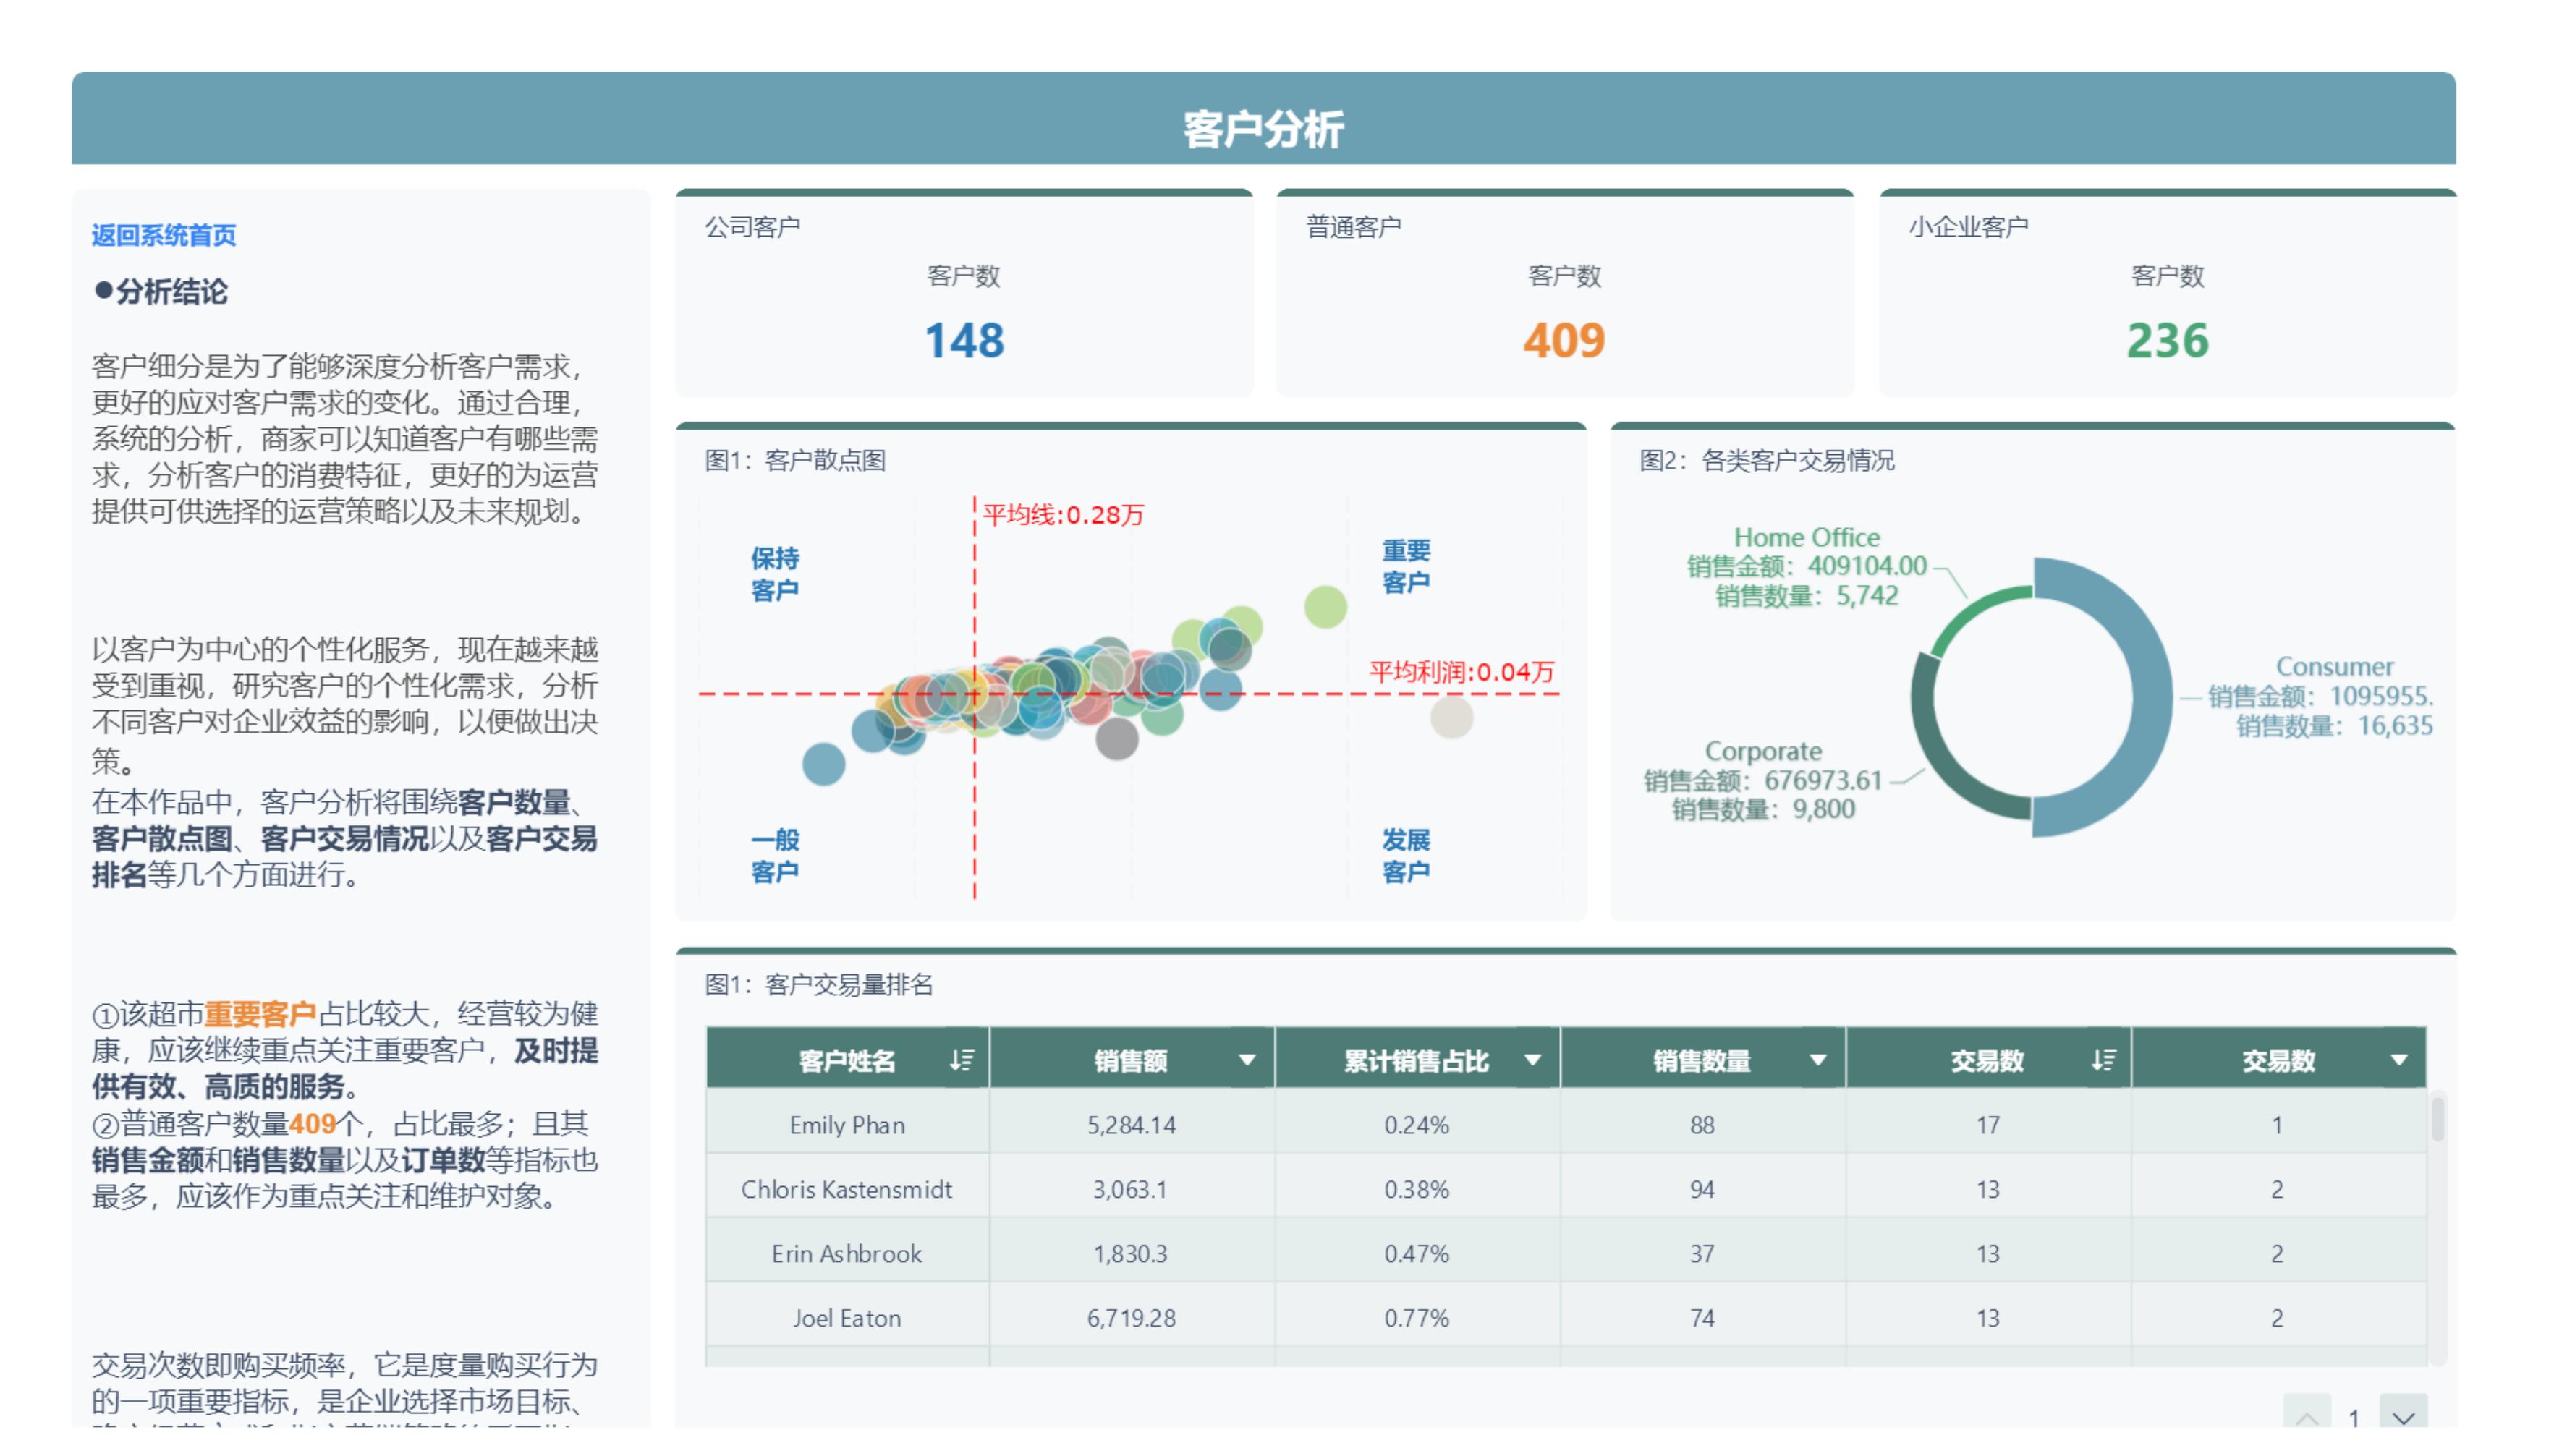 客户分析
返回系统首页
●分析结论
客户细分是为了能够深度分析客户需求，
更好的应对客户需求的变化。通过合理，
系统的分析，商家可以知道客户有哪些需
求，分析客户的消费特征，更好的为运营
提供可供选择的运营策略以及未来规划。
以客户为中心的个性化服务，现在越来越
受到重视，研究客户的个性化需求，分析
不同客户对企业效益的影响，以便做出决
策。
在本作品中，客户分析将围绕客户数量、
客户散点图、客户交易情况以及客户交易
排名等几个方面进行。
①该超市重要客户占比较大，经营较为健
康，应该继续重点关注重要客户，及时提
供有效、高质的服务。
②普通客户数量409个，占比最多；且其
销售金额和销售数量以及订单数等指标也
最多，应该作为重点关注和维护对象。
交易次数即购买频率，它是度量购买行为
的一项重要指标，是企业选择市场目标、
公司客户
客户数
148
普通客户
客户数
409
小企业客户
客户数
236
图1：客户散点图
平均线:0.28万
保持
客户
重要
客户
平均利润:0.04万
一般
客户
发展
客户
图2：各类客户交易情况
Home Office
销售金额：409104.00
销售数量：5,742
Consumer
销售金额：1095955.
销售数量：16,635
Corporate
销售金额：676973.61
销售数量：9,800
图1：客户交易量排名
客户姓名 销售额 累计销售占比 销售数量 交易数 交易数
Emily Phan 5,284.14 0.24% 88 17 1
Chloris Kastensmidt 3,063.1 0.38% 94 13 2
Erin Ashbrook 1,830.3 0.47% 37 13 2
Joel Eaton 6,719.28 0.77% 74 13 2
1